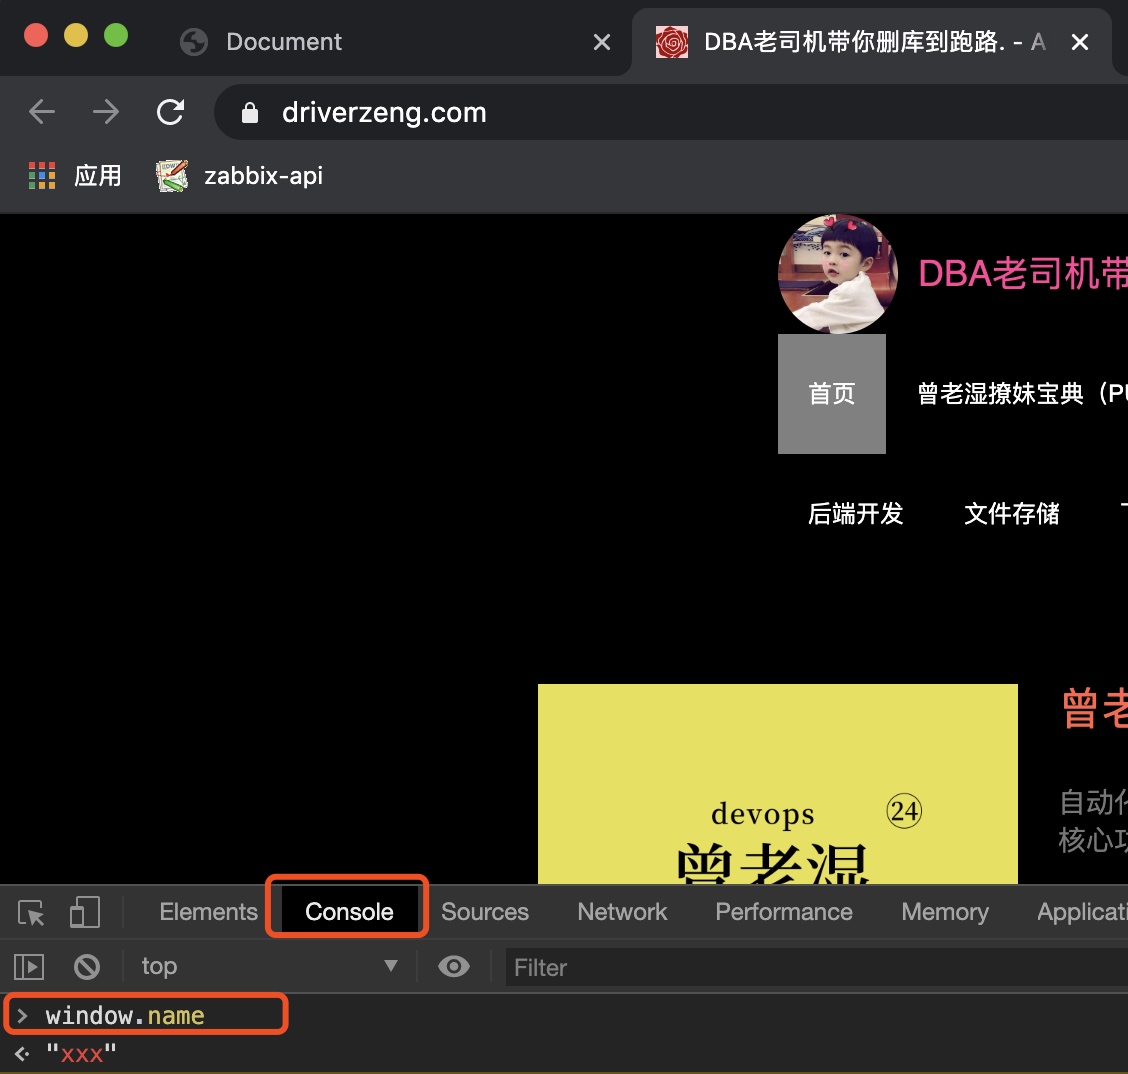 Document
DBA老司机带你删库到跑路. - A
driverzeng.com
应用
zabbix-api
DBA老司机带
首页
曾老湿撩妹宝典（PU
后端开发
文件存储
devops
24
曾老湿
曾老
自动化
核心功
Elements Console Sources Network Performance Memory Applicati
top
Filter
> window.name
"xxx"